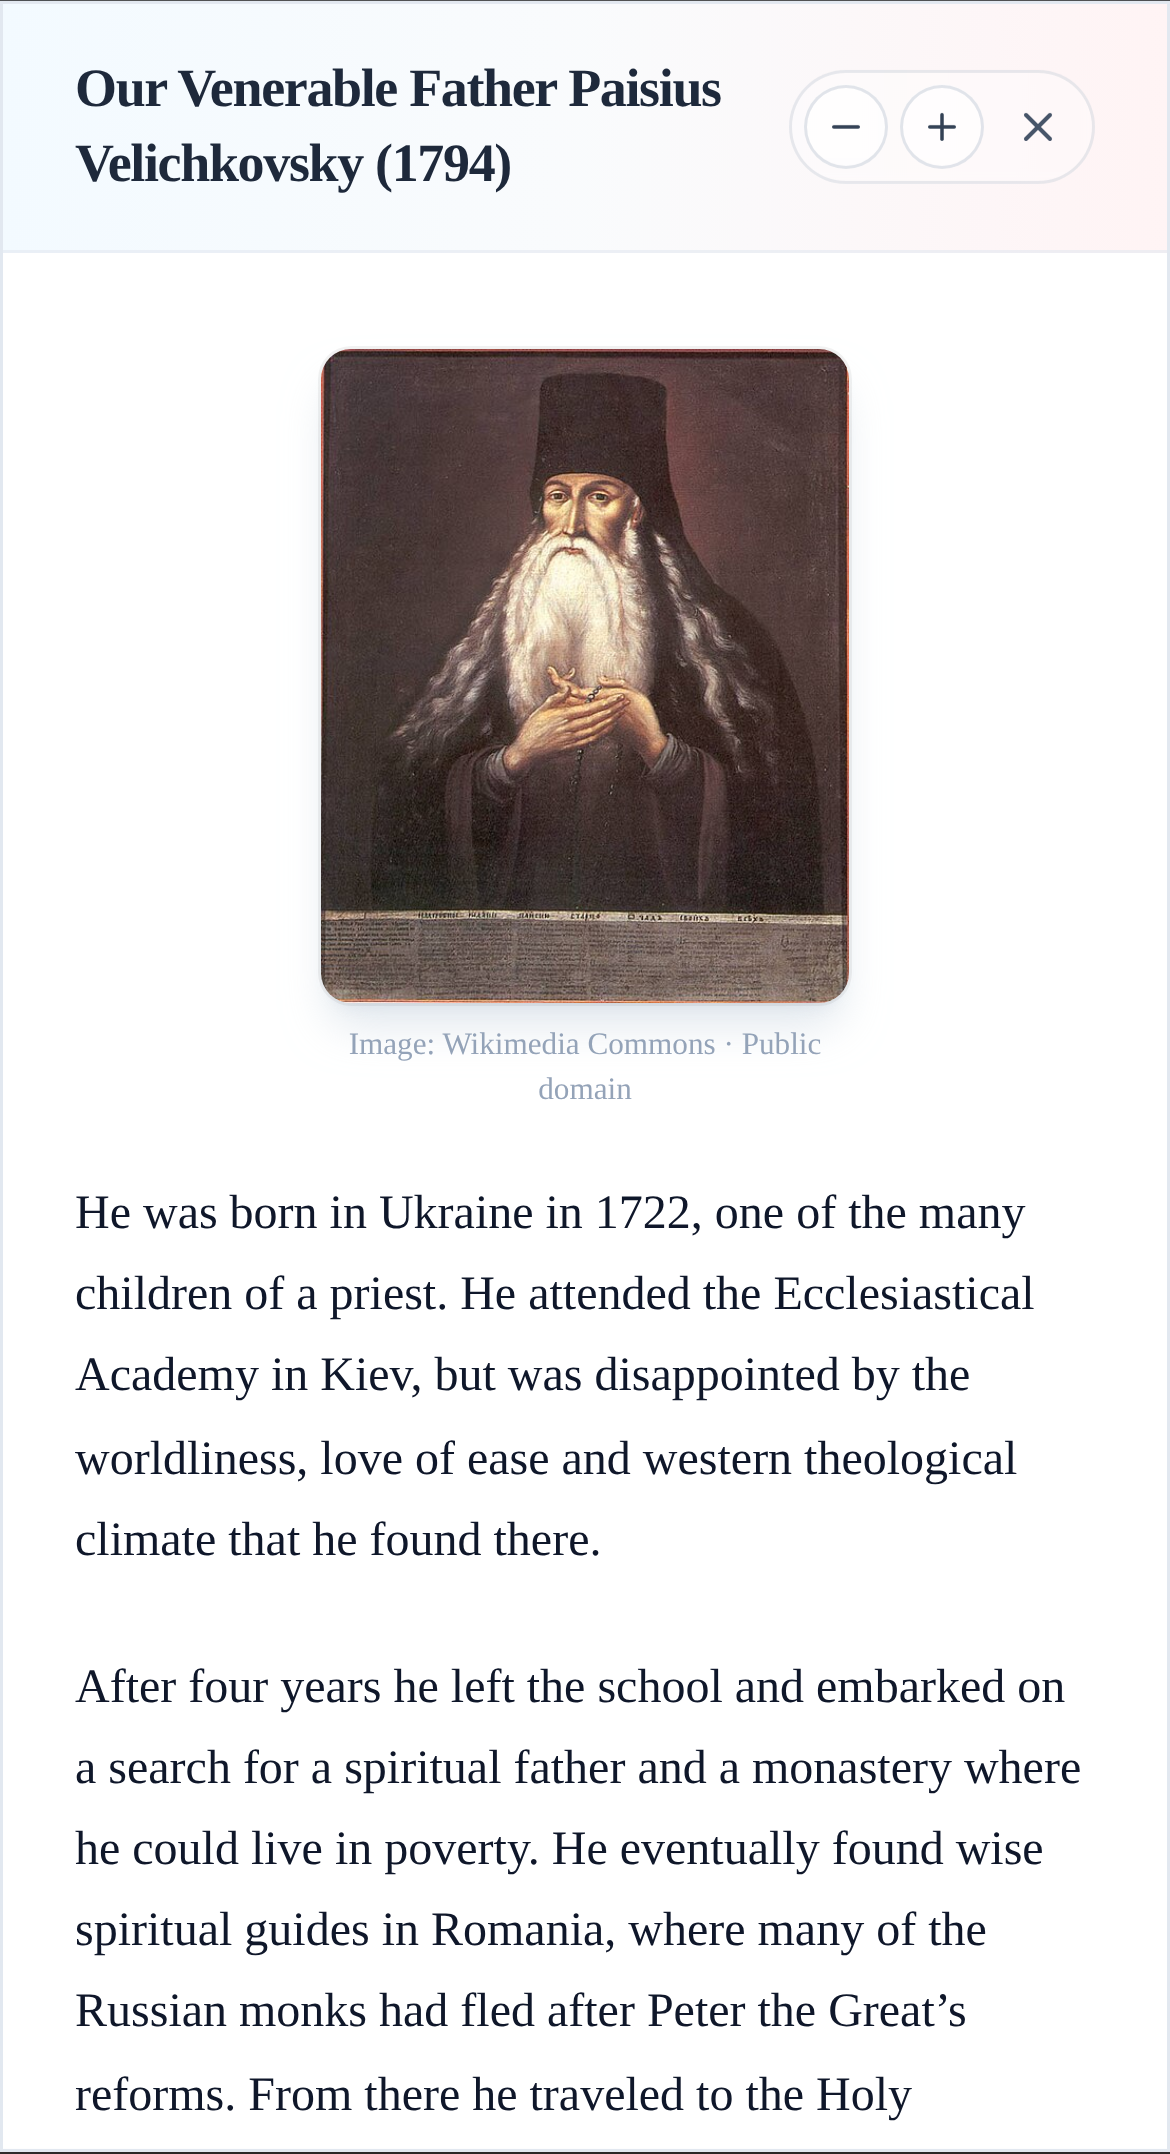 Our Venerable Father Paisius
Velichkovsky (1794)
Image: Wikimedia Commons · Public
domain
He was born in Ukraine in 1722, one of the many
children of a priest. He attended the Ecclesiastical
Academy in Kiev, but was disappointed by the
worldliness, love of ease and western theological
climate that he found there.
After four years he left the school and embarked on
a search for a spiritual father and a monastery where
he could live in poverty. He eventually found wise
spiritual guides in Romania, where many of the
Russian monks had fled after Peter the Great’s
reforms. From there he traveled to the Holy